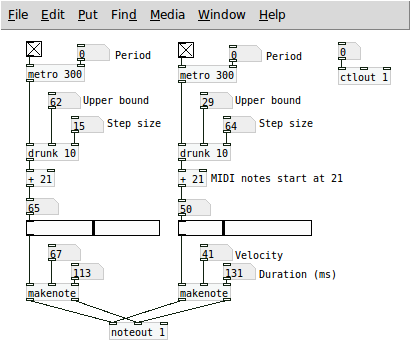 File Edit Put Find Media Window Help
0 Period 0 Period 0
metro 300 metro 300 ctlout 1
62 Upper bound 29 Upper bound
15 Step size 64 Step size
drunk 10 drunk 10
+ 21 + 21 MIDI notes start at 21
65 50
67 41 Velocity
113 131 Duration (ms)
makenote makenote
noteout 1